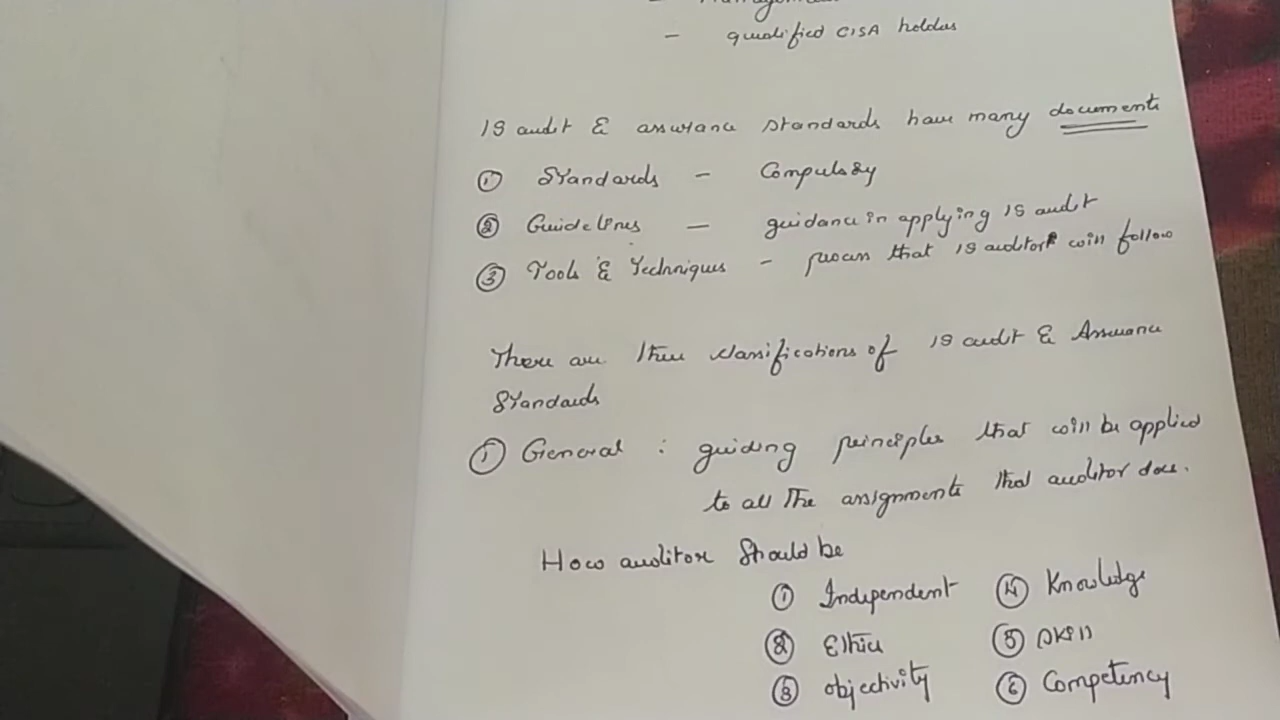 - Management
- qualified CISA holders
IS audit & assurance standards have many documents
① Standards - Compulsory
② Guidelines - guidance in applying IS audit
③ Tools & Techniques - process that IS auditor will follow
There are three classifications of IS audit & Assurance
Standards
① General : guiding principles that will be applied
to all the assignments that auditor does.
How auditor should be
① Independent ④ Knowledge
② Ethics ⑤ Skill
③ Objectivity ⑥ Competency